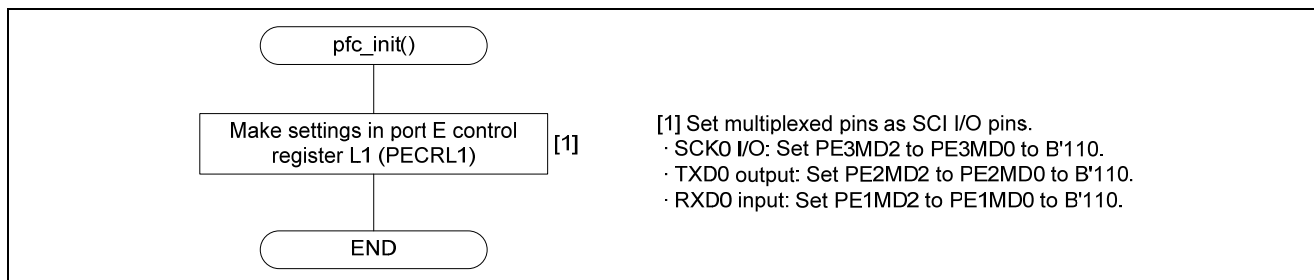 pfc_init()
Make settings in port E control
register L1 (PECRL1)
[1]
END
[1] Set multiplexed pins as SCI I/O pins.
· SCK0 I/O: Set PE3MD2 to PE3MD0 to B'110.
· TXD0 output: Set PE2MD2 to PE2MD0 to B'110.
· RXD0 input: Set PE1MD2 to PE1MD0 to B'110.